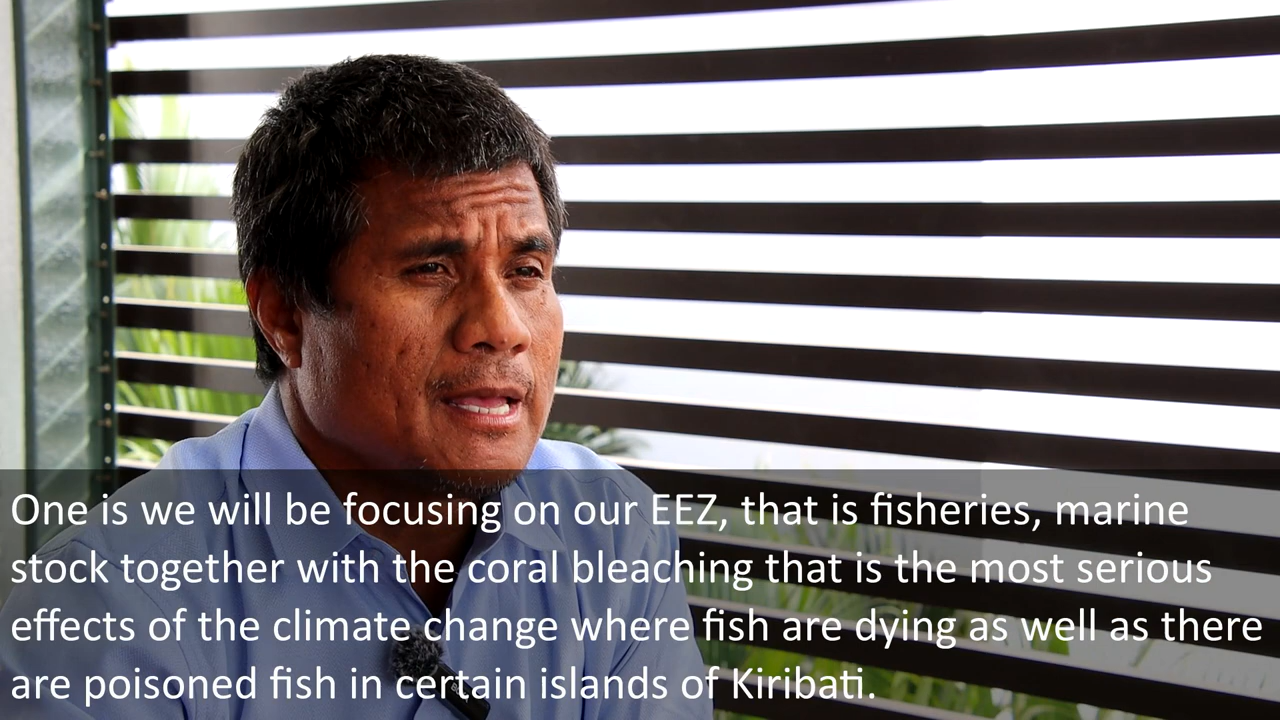 One is we will be focusing on our EEZ, that is fisheries, marine
stock together with the coral bleaching that is the most serious
effects of the climate change where fish are dying as well as there
are poisoned fish in certain islands of Kiribati.